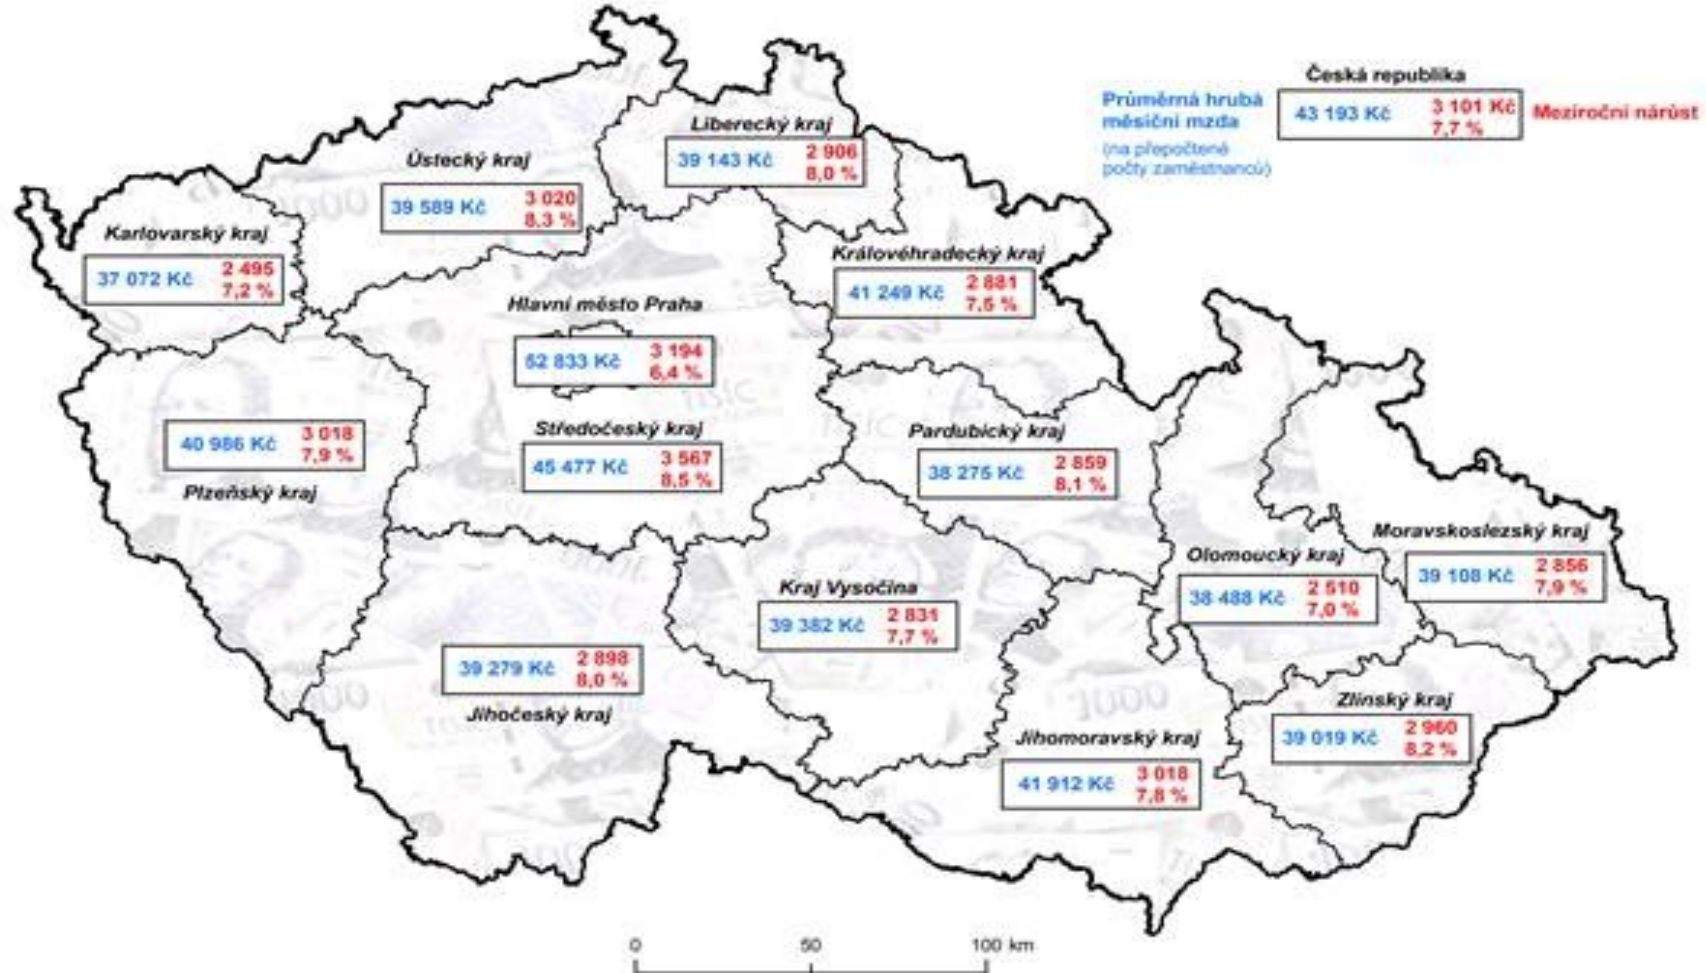 Česká republika
Průměrná hrubá
měsíční mzda
(na přepočtené
počty zaměstnanců)
43 193 Kč
3 101 Kč
7,7 %
Meziroční nárůst
Liberecký kraj
39 143 Kč
2 906
8,0 %
Ústecký kraj
39 589 Kč
3 020
8,3 %
Karlovarský kraj
37 072 Kč
2 495
7,2 %
Královéhradecký kraj
41 249 Kč
2 881
7,5 %
Hlavní město Praha
52 833 Kč
3 194
6,4 %
Středočeský kraj
45 477 Kč
3 567
8,5 %
40 986 Kč
3 018
7,9 %
Plzeňský kraj
Pardubický kraj
38 275 Kč
2 859
8,1 %
Moravskoslezský kraj
39 108 Kč
2 856
7,9 %
Olomoucký kraj
38 488 Kč
2 510
7,0 %
Kraj Vysočina
39 382 Kč
2 831
7,7 %
39 279 Kč
2 898
8,0 %
Jihočeský kraj
Zlínský kraj
39 019 Kč
2 960
8,2 %
Jihomoravský kraj
41 912 Kč
3 018
7,8 %
0 50 100 km